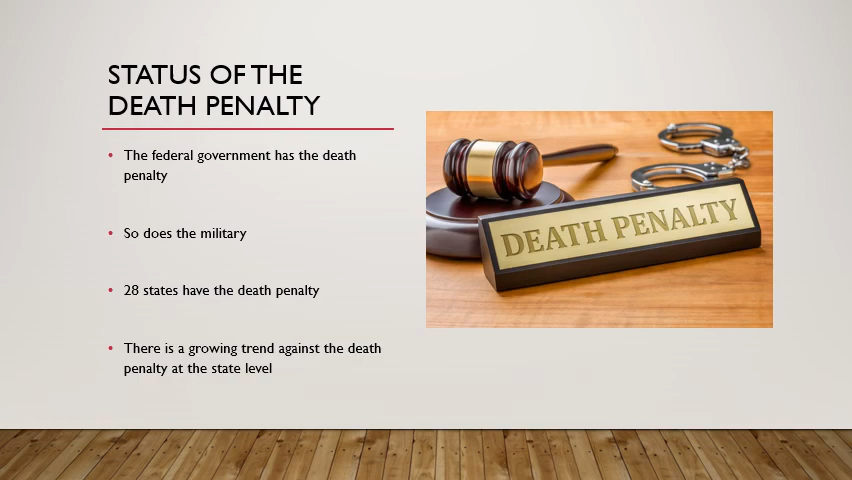 STATUS OF THE
DEATH PENALTY
• The federal government has the death
penalty
• So does the military
• 28 states have the death penalty
• There is a growing trend against the death
penalty at the state level
DEATH PENALTY